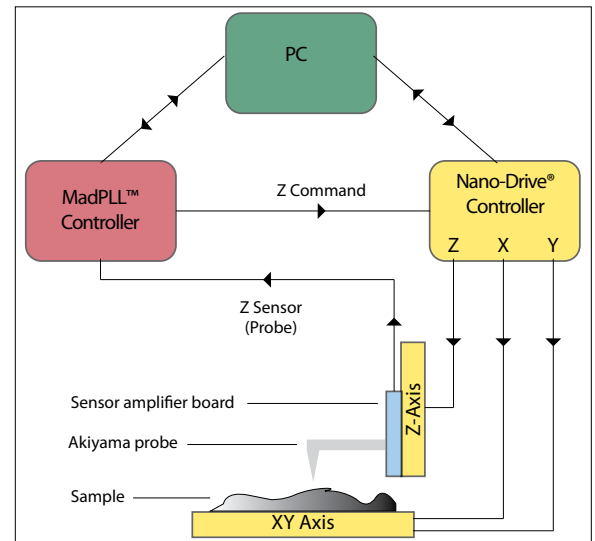 PC
MadPLL™
Controller
Z Command
Nano-Drive®
Controller
Z X Y
Z Sensor
(Probe)
Sensor amplifier board
Z-Axis
Akiyama probe
Sample
XY Axis